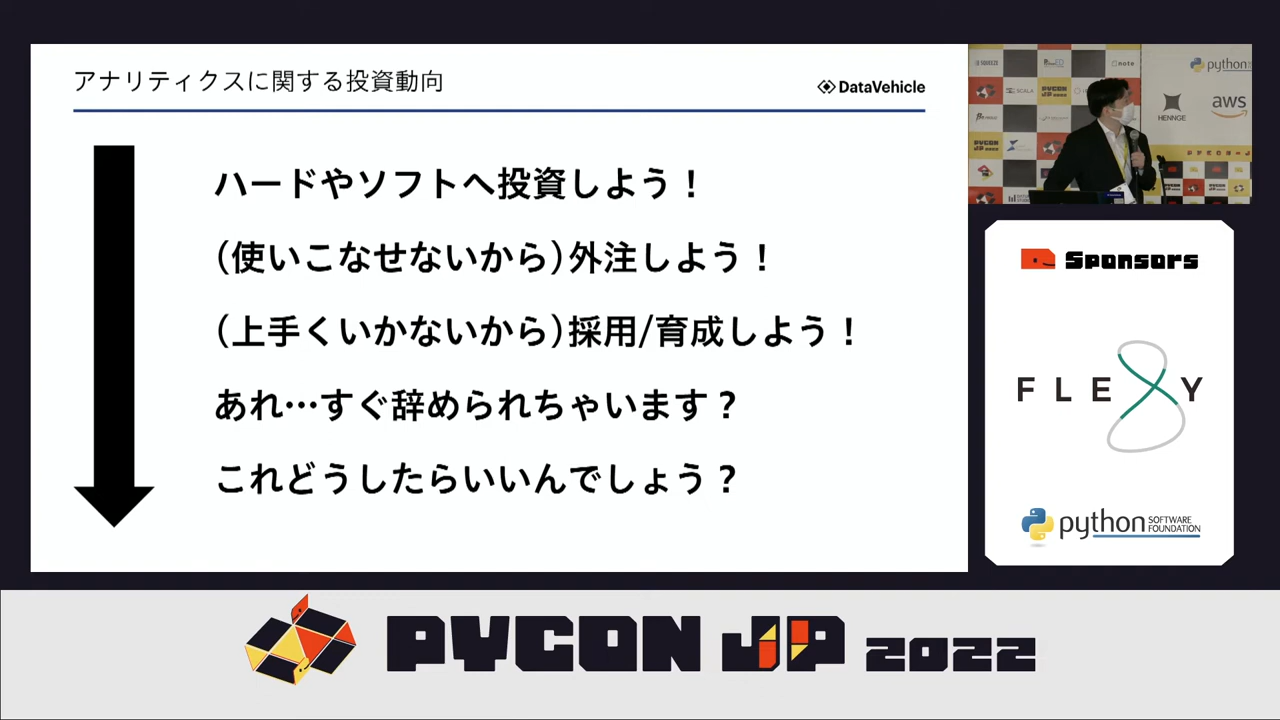 アナリティクスに関する投資動向
DataVehicle
ハードやソフトへ投資しよう！
(使いこなせないから)外注しよう！
(上手くいかないから)採用/育成しよう！
あれ…すぐ辞められちゃいます？
これどうしたらいいんでしょう？
note
python
SCALA
PYCON JP 2022
HENNGE
aws
Sponsors
FLEXY
python SOFTWARE FOUNDATION
PYCON JP 2022